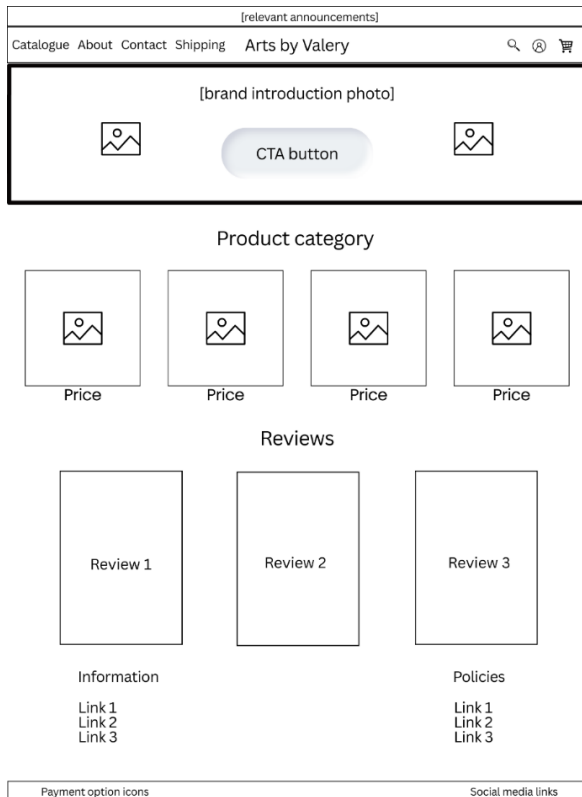 [relevant announcements]
Catalogue About Contact Shipping Arts by Valery
[brand introduction photo]
CTA button
Product category
Price Price Price Price
Reviews
Review 1 Review 2 Review 3
Information Policies
Link 1 Link 1
Link 2 Link 2
Link 3 Link 3
Payment option icons Social media links